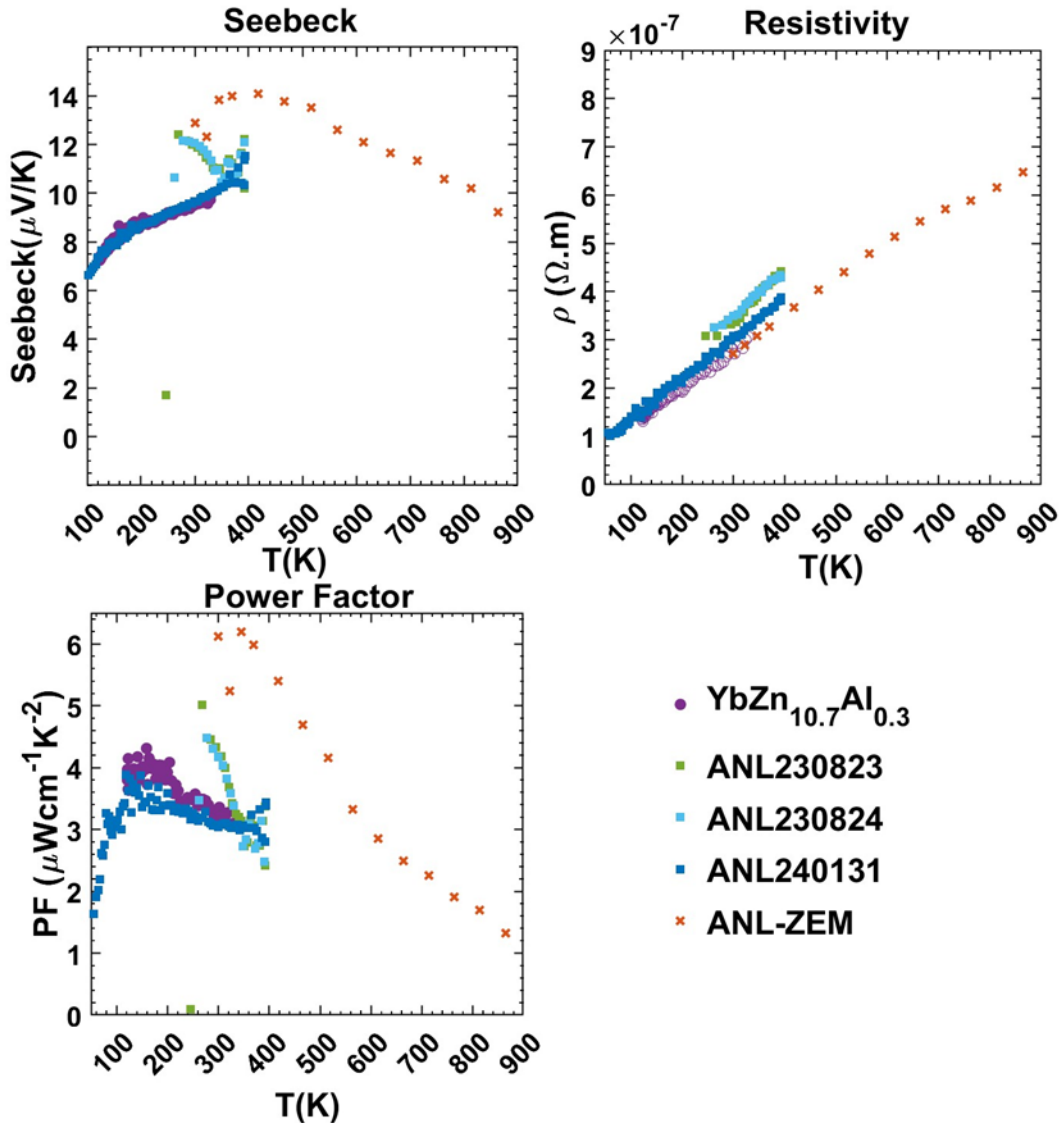 Seebeck
Seebeck(μV/K)
14
12
10
8
6
4
2
0
100 200 300 400 500 600 700 800 900
T(K)
Resistivity
×10⁻⁷
ρ (Ω.m)
9
8
7
6
5
4
3
2
1
0
100 200 300 400 500 600 700 800 900
T(K)
Power Factor
PF (μWcm⁻¹K⁻²)
6
5
4
3
2
1
0
100 200 300 400 500 600 700 800 900
T(K)
YbZn₁₀.₇Al₀.₃
ANL230823
ANL230824
ANL240131
ANL-ZEM